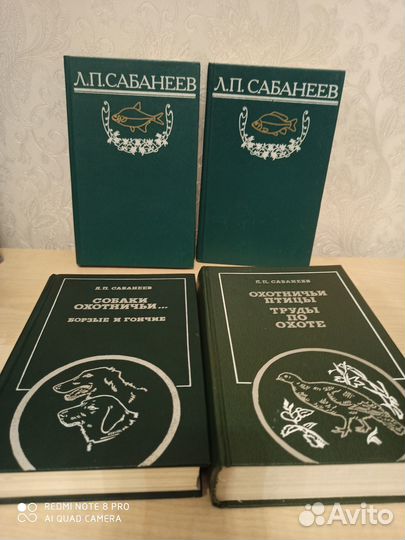 Л.П. САБАНЕЕВ
Л.П. САБАНЕЕВ
Л.П. САБАНЕЕВ
СОБАКИ
ОХОТНИЧЬИ...
БОРЗЫЕ И ГОНЧИЕ
Л.П. САБАНЕЕВ
ОХОТНИЧЬИ
ПТИЦЫ
ТРУДЫ
ПО
ОХОТЕ
REDMI NOTE 8 PRO
AI QUAD CAMERA
Avito